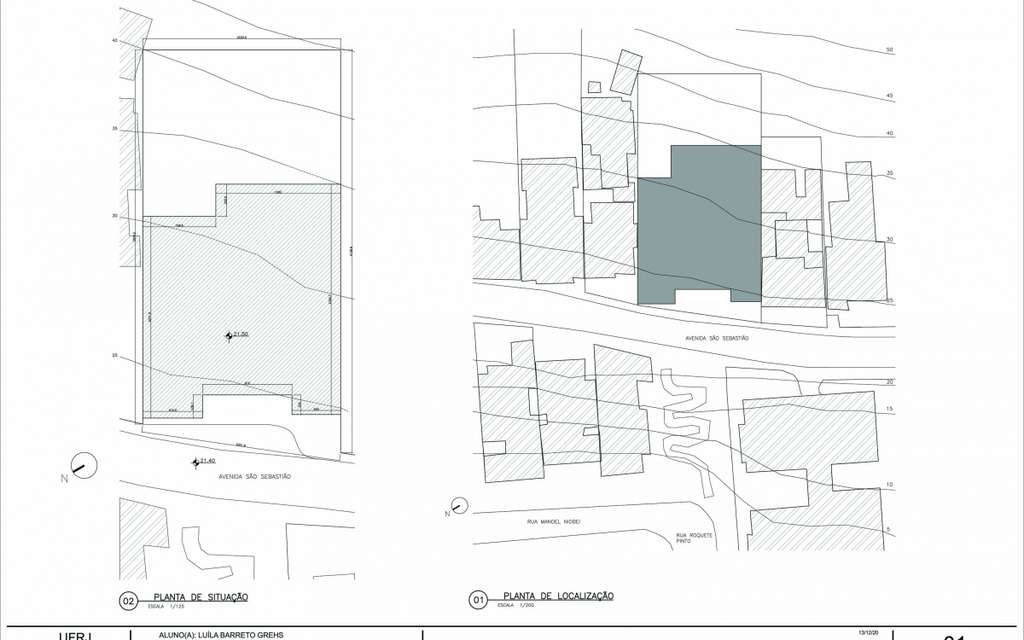 40
35
30
25
21.50
21.40
AVENIDA SÃO SEBASTIÃO
N
02
PLANTA DE SITUAÇÃO
ESCALA 1/125
50
45
40
35
30
25
AVENIDA SÃO SEBASTIÃO
20
15
10
5
N
RUA MANOEL NIOBEI
RUA ROQUETE
PINTO
01
PLANTA DE LOCALIZAÇÃO
ESCALA 1/200
UFRJ
ALUNO(A): LUÍLA BARRETO GREHS
13/12/20